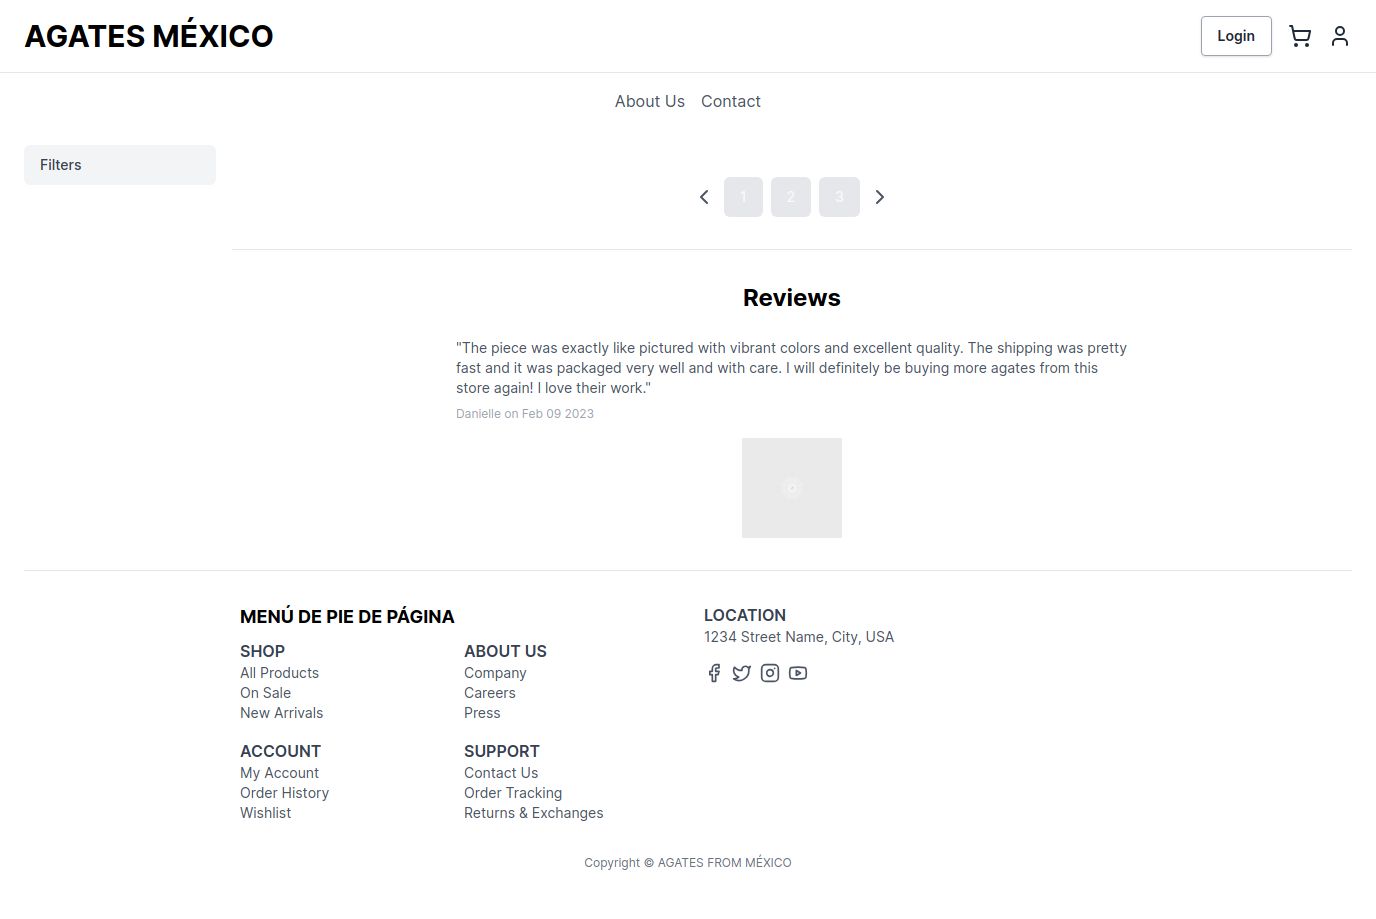 AGATES MÉXICO
Login
About Us Contact
Filters
1 2 3
Reviews
"The piece was exactly like pictured with vibrant colors and excellent quality. The shipping was pretty
fast and it was packaged very well and with care. I will definitely be buying more agates from this
store again! I love their work."
Danielle on Feb 09 2023
MENÚ DE PIE DE PÁGINA
SHOP
All Products
On Sale
New Arrivals
ABOUT US
Company
Careers
Press
ACCOUNT
My Account
Order History
Wishlist
SUPPORT
Contact Us
Order Tracking
Returns & Exchanges
LOCATION
1234 Street Name, City, USA
Copyright © AGATES FROM MÉXICO